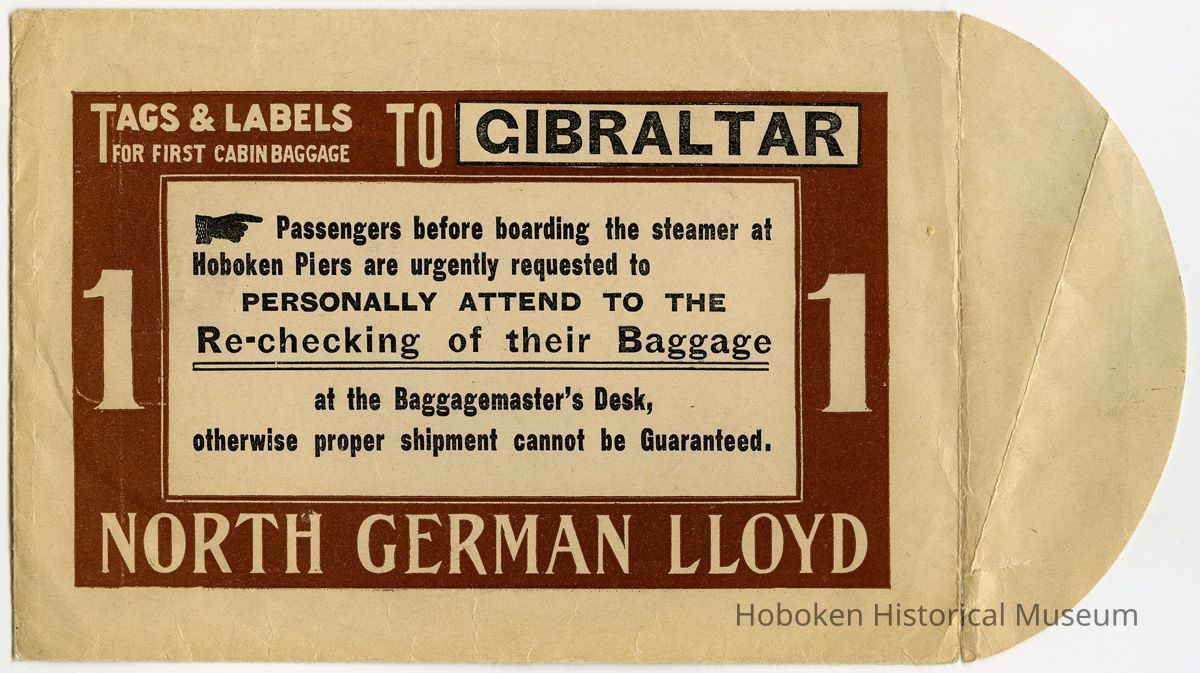 TAGS & LABELS TO GIBRALTAR
FOR FIRST CABIN BAGGAGE
Passengers before boarding the steamer at
Hoboken Piers are urgently requested to
PERSONALLY ATTEND TO THE
Re-checking of their Baggage
1 1
at the Baggagemaster's Desk,
otherwise proper shipment cannot be Guaranteed.
NORTH GERMAN LLOYD
Hoboken Historical Museum